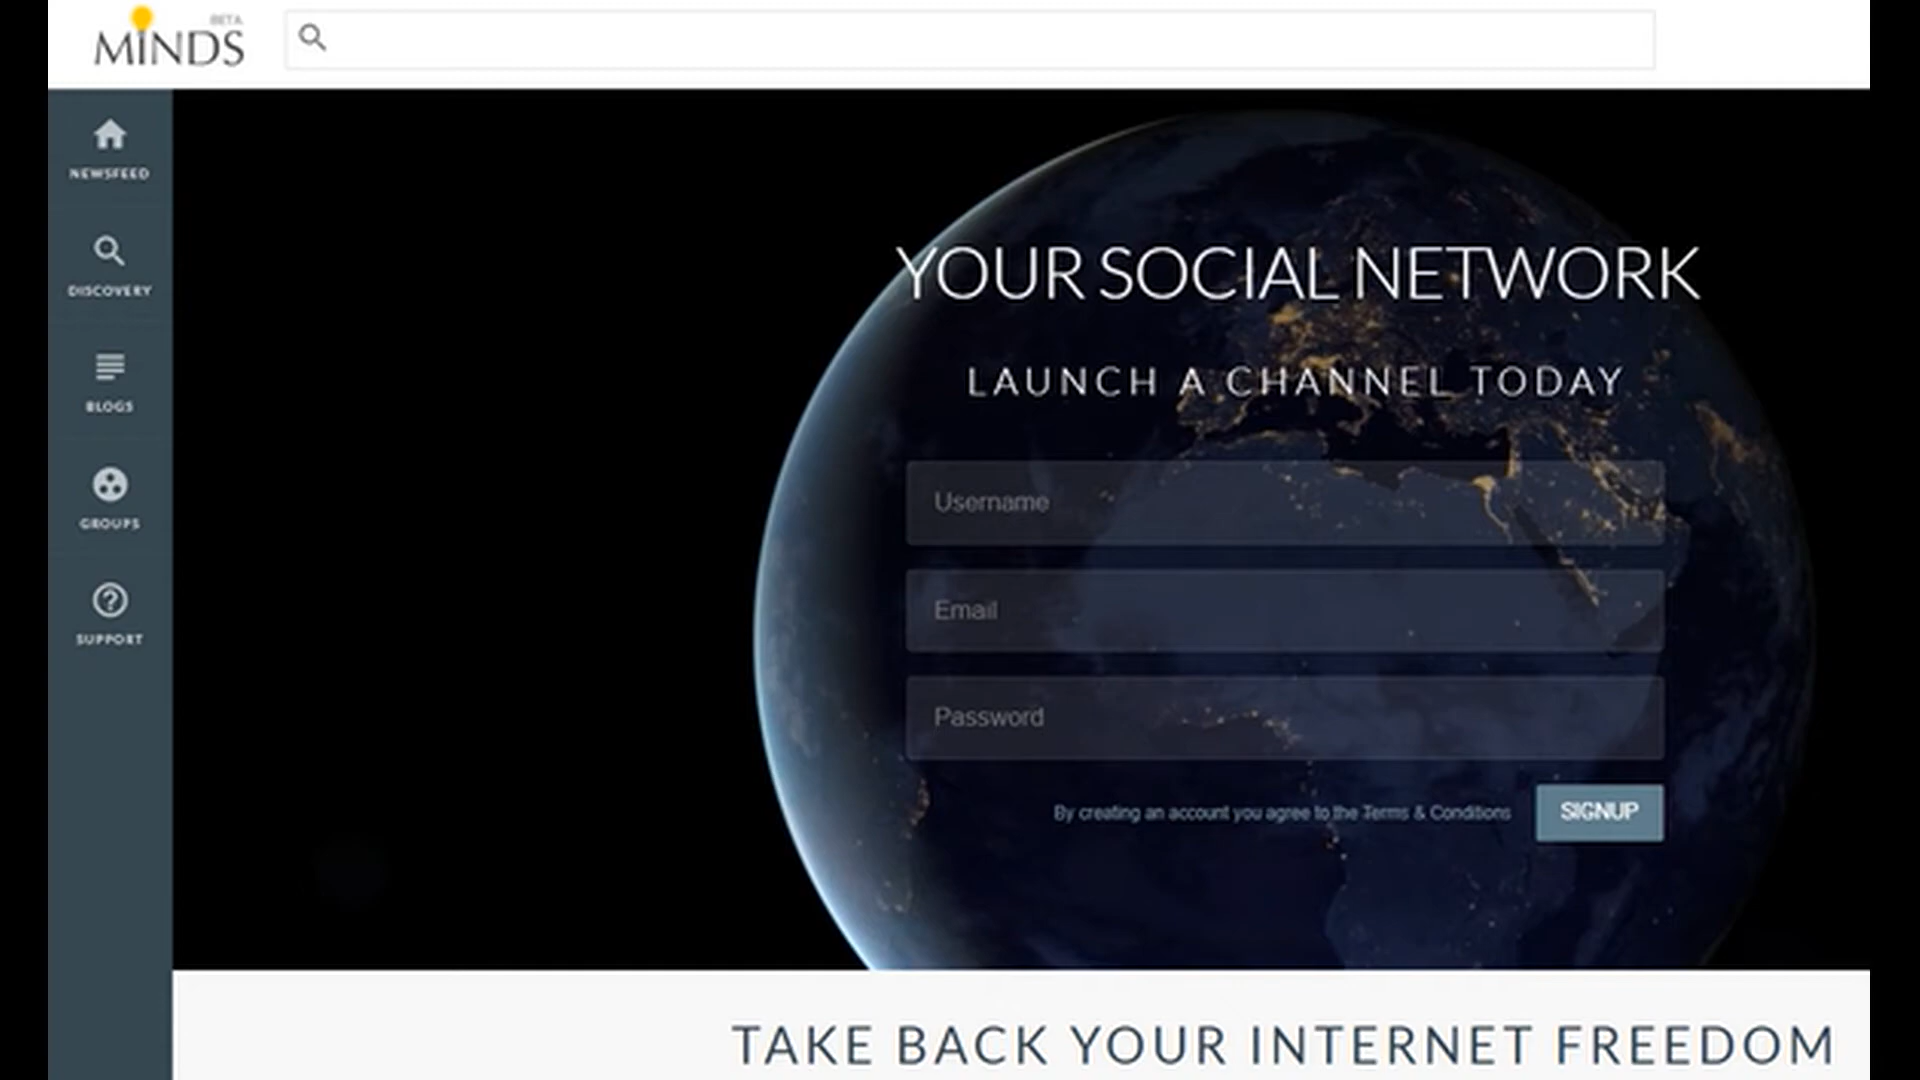 BETA
MINDS
NEWSFEED
DISCOVERY
BLOGS
GROUPS
SUPPORT
YOUR SOCIAL NETWORK
LAUNCH A CHANNEL TODAY
Username
Email
Password
By creating an account you agree to the Terms & Conditions
SIGNUP
TAKE BACK YOUR INTERNET FREEDOM